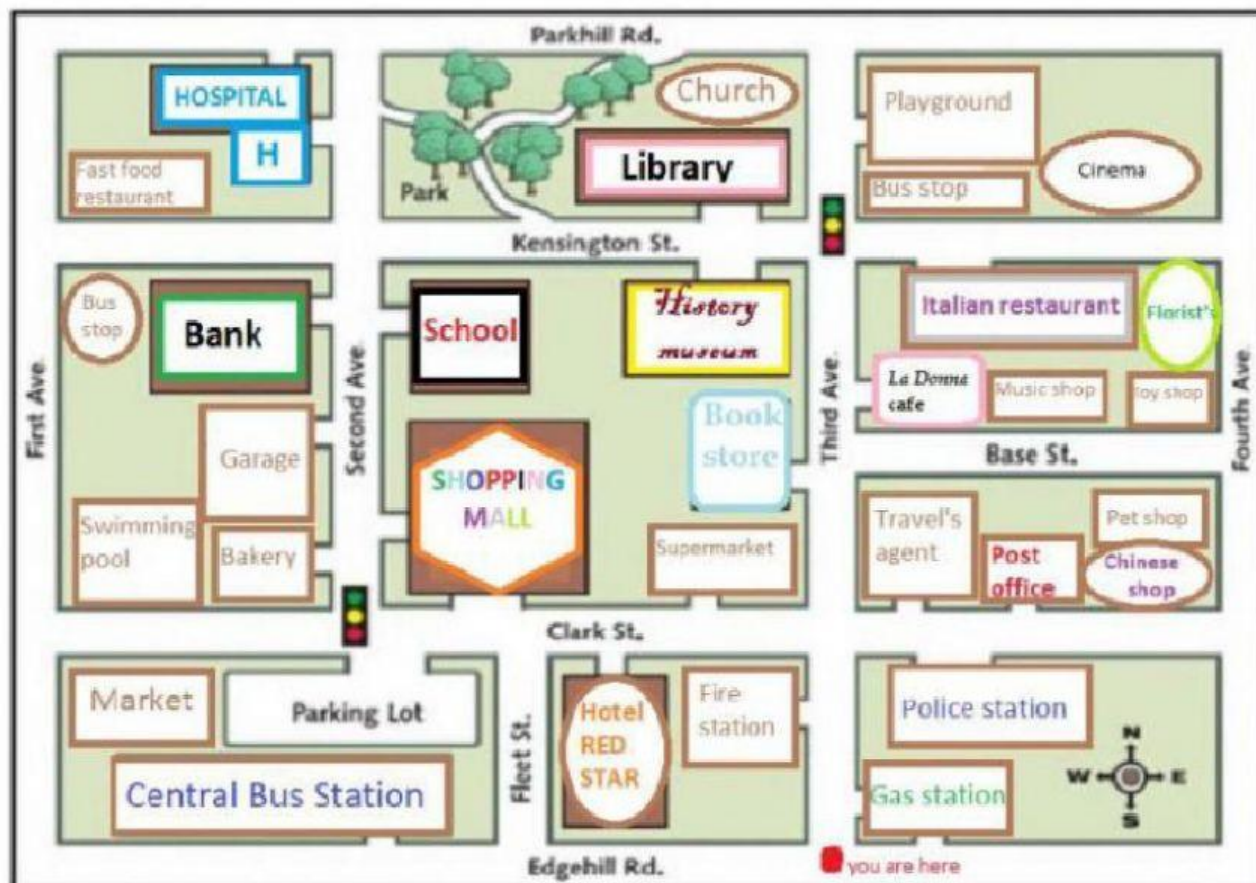 Parkhill Rd.
HOSPITAL
H
Fast food
restaurant
Park
Church
Library
Playground
Bus stop
Cinema
Kensington St.
First Ave.
Bus
stop
Bank
Garage
Swimming
pool
Bakery
Second Ave.
School
History
museum
SHOPPING
MALL
Book
store
Supermarket
Third Ave.
Italian restaurant
Florist's
La Donna
cafe
Music shop
toy shop
Fourth Ave.
Base St.
Travel's
agent
Post
office
Pet shop
Chinese
shop
Clark St.
Market
Parking Lot
Central Bus Station
Fleet St.
Hotel
RED
STAR
Fire
station
Police station
Gas station
N
W
E
S
Edgehill Rd.
you are here